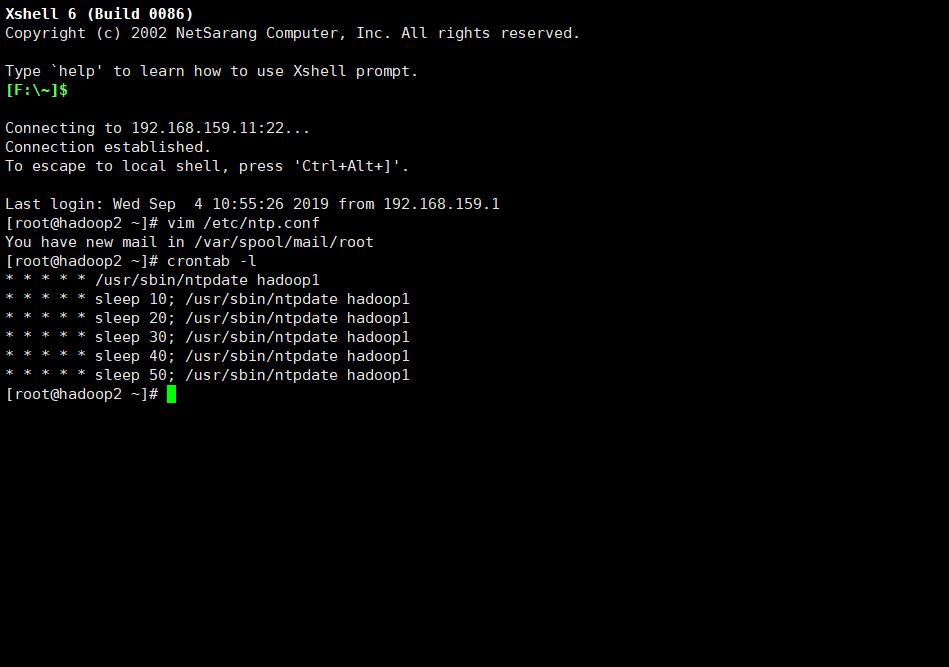 Xshell 6 (Build 0086)
Copyright (c) 2002 NetSarang Computer, Inc. All rights reserved.
Type `help' to learn how to use Xshell prompt.
[F:\~]$
Connecting to 192.168.159.11:22...
Connection established.
To escape to local shell, press 'Ctrl+Alt+]'.
Last login: Wed Sep  4 10:55:26 2019 from 192.168.159.1
[root@hadoop2 ~]# vim /etc/ntp.conf
You have new mail in /var/spool/mail/root
[root@hadoop2 ~]# crontab -l
* * * * * /usr/sbin/ntpdate hadoop1
* * * * * sleep 10; /usr/sbin/ntpdate hadoop1
* * * * * sleep 20; /usr/sbin/ntpdate hadoop1
* * * * * sleep 30; /usr/sbin/ntpdate hadoop1
* * * * * sleep 40; /usr/sbin/ntpdate hadoop1
* * * * * sleep 50; /usr/sbin/ntpdate hadoop1
[root@hadoop2 ~]#